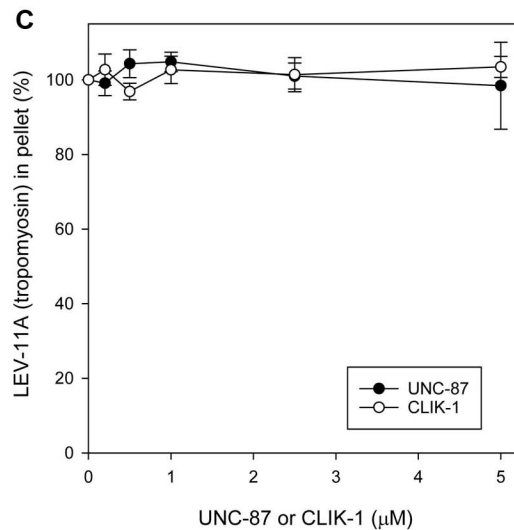 C
LEV-11A (tropomyosin) in pellet (%)
100
80
60
40
20
0
UNC-87
CLIK-1
0 1 2 3 4 5
UNC-87 or CLIK-1 (μM)